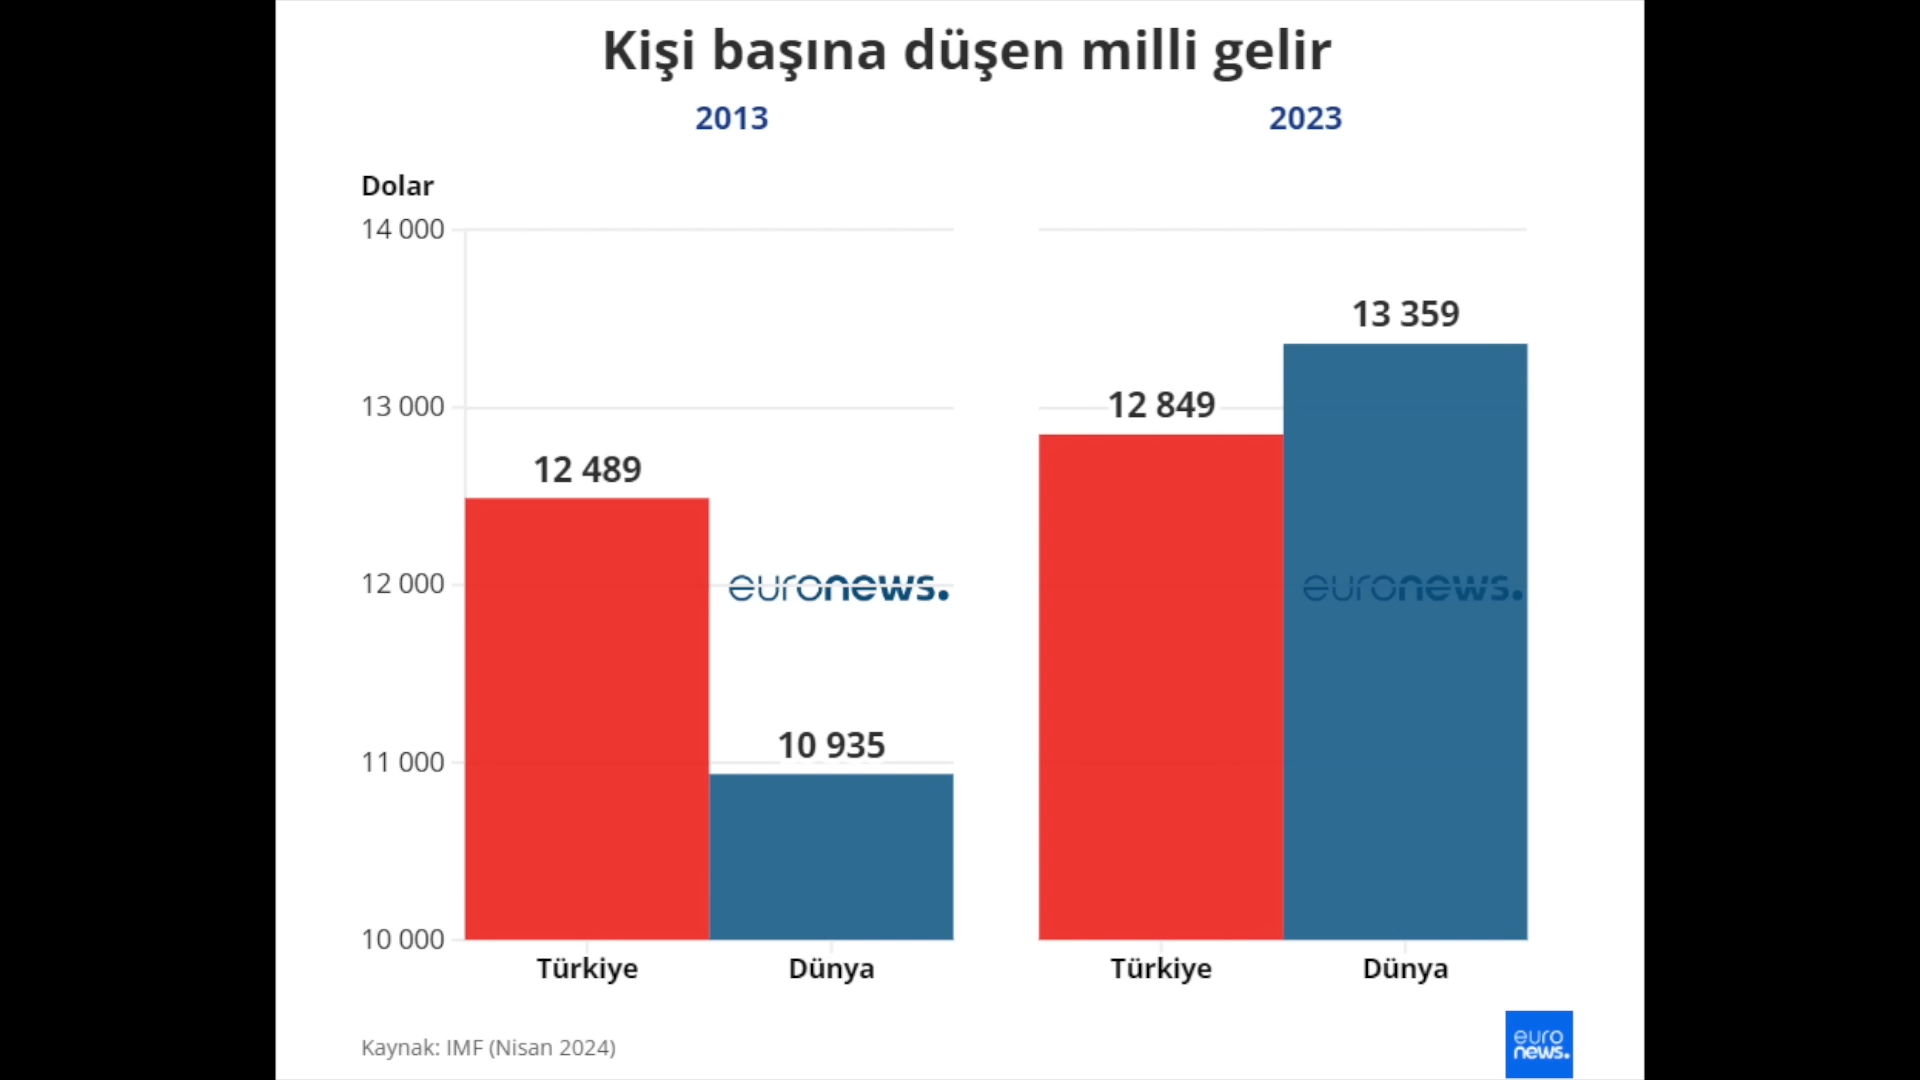 Kişi başına düşen milli gelir
2013
2023
Dolar
14 000
13 000
12 000
11 000
10 000
12 489
10 935
12 849
13 359
euronews.
euronews.
Türkiye
Dünya
Türkiye
Dünya
Kaynak: IMF (Nisan 2024)
euro
news.